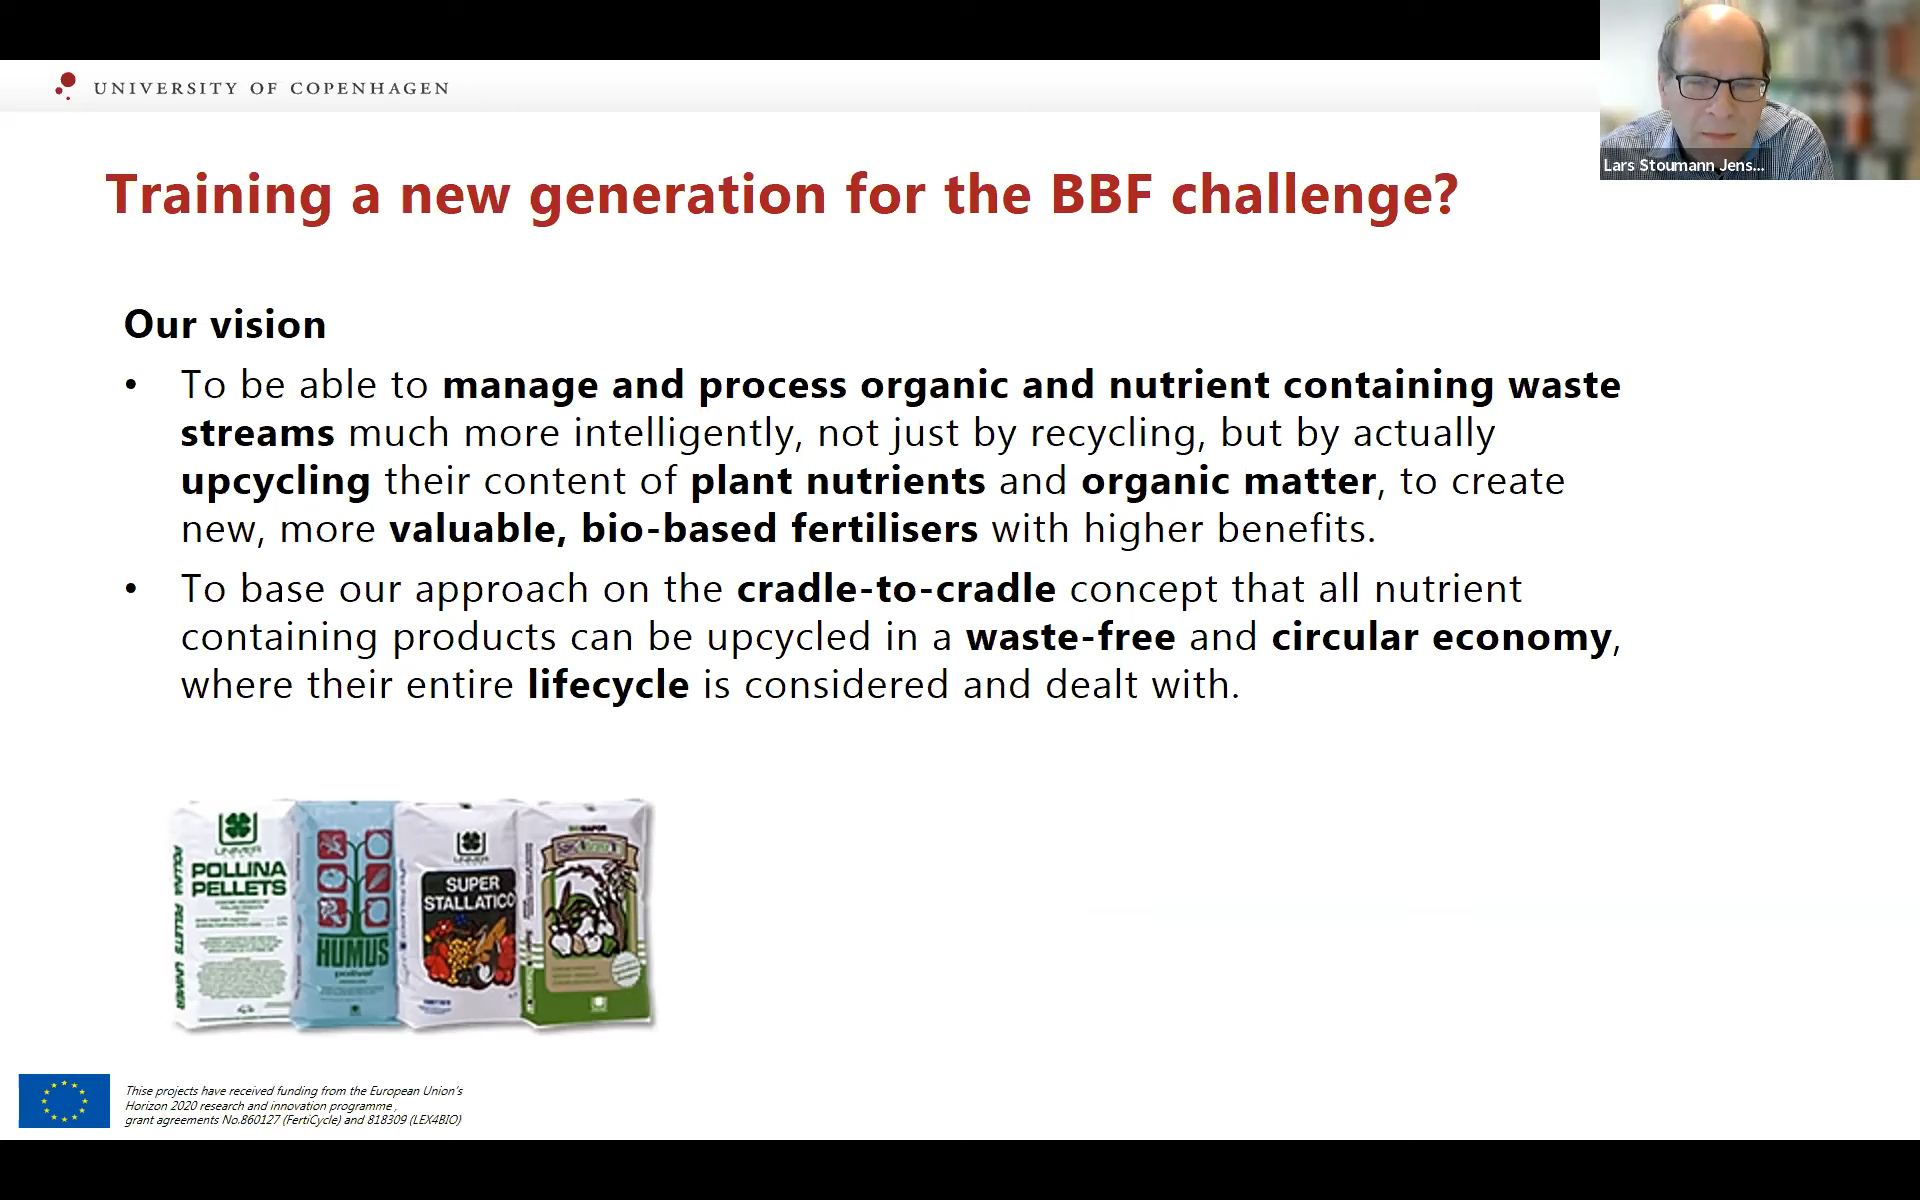 UNIVERSITY OF COPENHAGEN
Lars Stoumann Jens...
Training a new generation for the BBF challenge?
Our vision
• To be able to manage and process organic and nutrient containing waste
streams much more intelligently, not just by recycling, but by actually
upcycling their content of plant nutrients and organic matter, to create
new, more valuable, bio-based fertilisers with higher benefits.
• To base our approach on the cradle-to-cradle concept that all nutrient
containing products can be upcycled in a waste-free and circular economy,
where their entire lifecycle is considered and dealt with.
UNIMER
POLLINA
PELLETS
POLLINA PELLETS UNIMER
HUMUS
UNIMER
SUPER
STALLATICO
Thise projects have received funding from the European Union's
Horizon 2020 research and innovation programme ,
grant agreements No.860127 (FertiCycle) and 818309 (LEX4BIO)